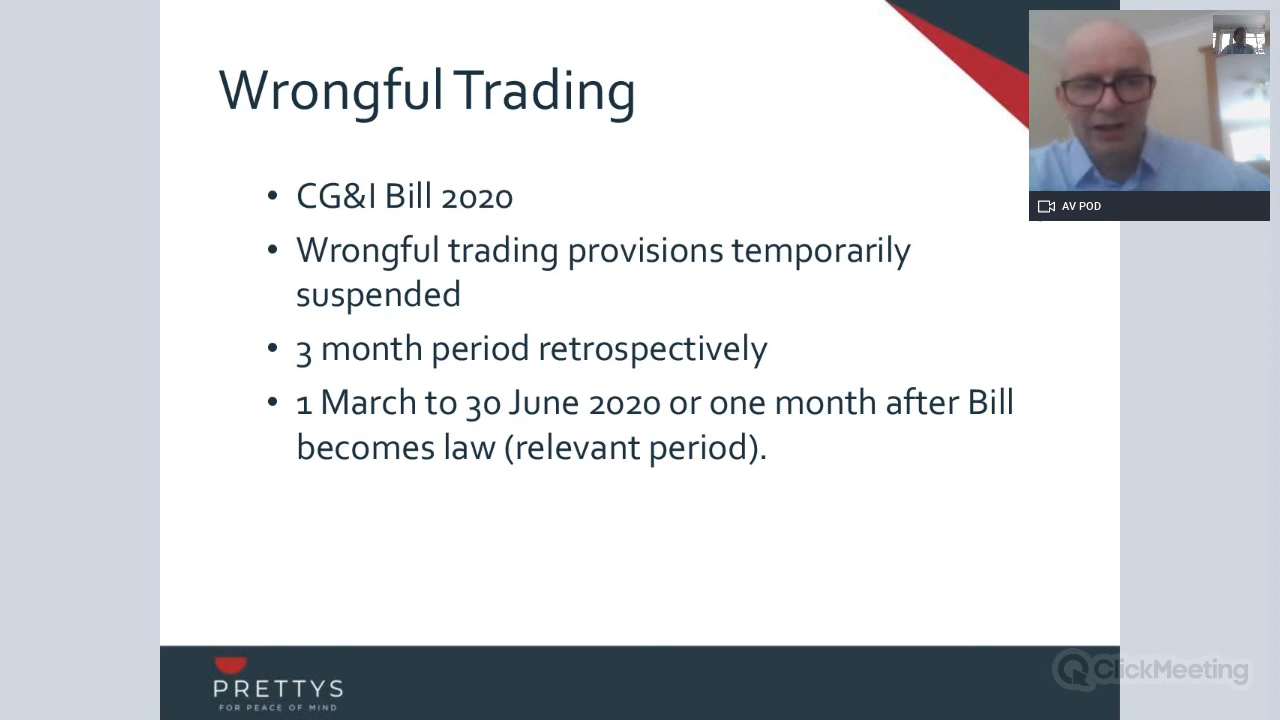 Wrongful Trading
• CG&I Bill 2020
• Wrongful trading provisions temporarily
suspended
• 3 month period retrospectively
• 1 March to 30 June 2020 or one month after Bill
becomes law (relevant period).
AV POD
PRETTYS
FOR PEACE OF MIND
ClickMeeting